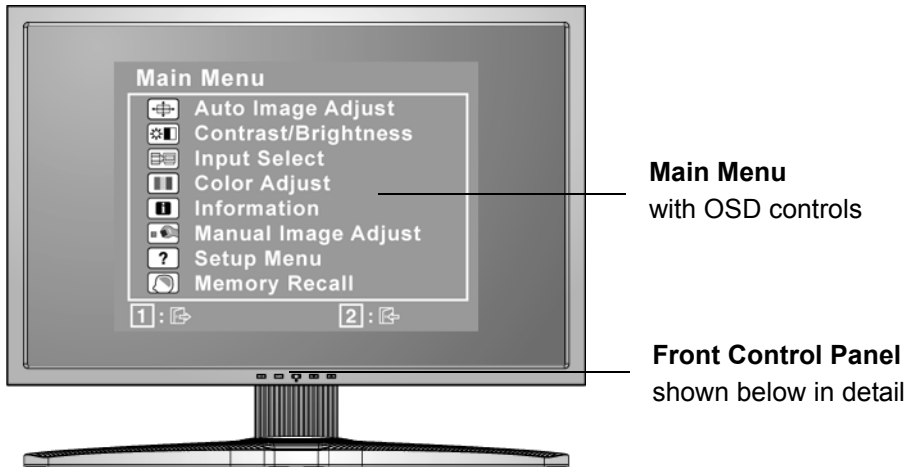 Main Menu
Auto Image Adjust
Contrast/Brightness
Input Select
Color Adjust
Information
Manual Image Adjust
? Setup Menu
Memory Recall
1 : 2 :
Main Menu
with OSD controls
Front Control Panel
shown below in detail